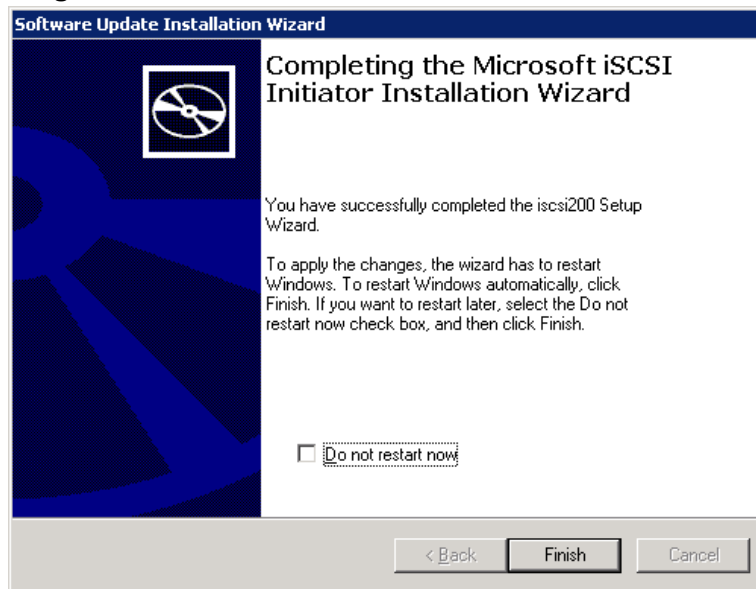 Software Update Installation Wizard
Completing the Microsoft iSCSI
Initiator Installation Wizard
You have successfully completed the iscsi200 Setup
Wizard.
To apply the changes, the wizard has to restart
Windows. To restart Windows automatically, click
Finish. If you want to restart later, select the Do not
restart now check box, and then click Finish.
Do not restart now
< Back Finish Cancel